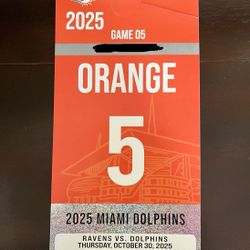 2025
GAME 05
ORANGE
5
2025 MIAMI DOLPHINS
RAVENS VS. DOLPHINS
THURSDAY, OCTOBER 30, 2025